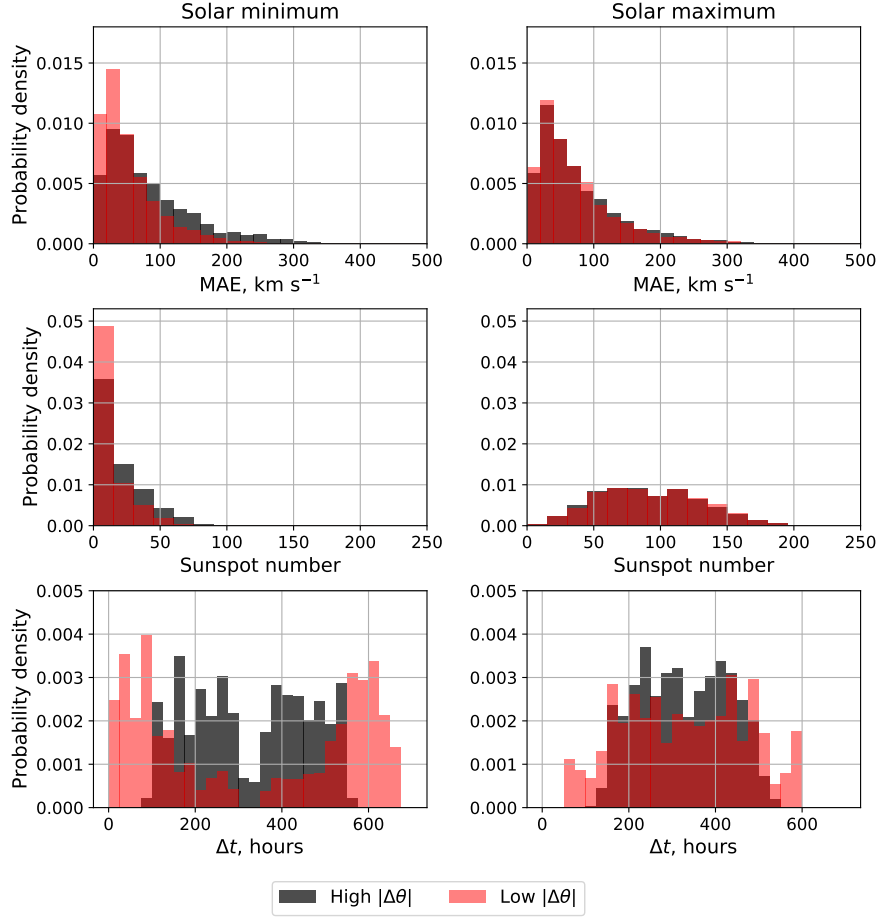 Solar minimum
Solar maximum
Probability density
0.015
0.010
0.005
0.000
0 100 200 300 400 500
MAE, km s⁻¹
0.015
0.010
0.005
0.000
0 100 200 300 400 500
MAE, km s⁻¹
Probability density
0.05
0.04
0.03
0.02
0.01
0.00
0 50 100 150 200 250
Sunspot number
0.05
0.04
0.03
0.02
0.01
0.00
0 50 100 150 200 250
Sunspot number
Probability density
0.005
0.004
0.003
0.002
0.001
0.000
0 200 400 600
Δt, hours
0.005
0.004
0.003
0.002
0.001
0.000
0 200 400 600
Δt, hours
High |Δθ| Low |Δθ|